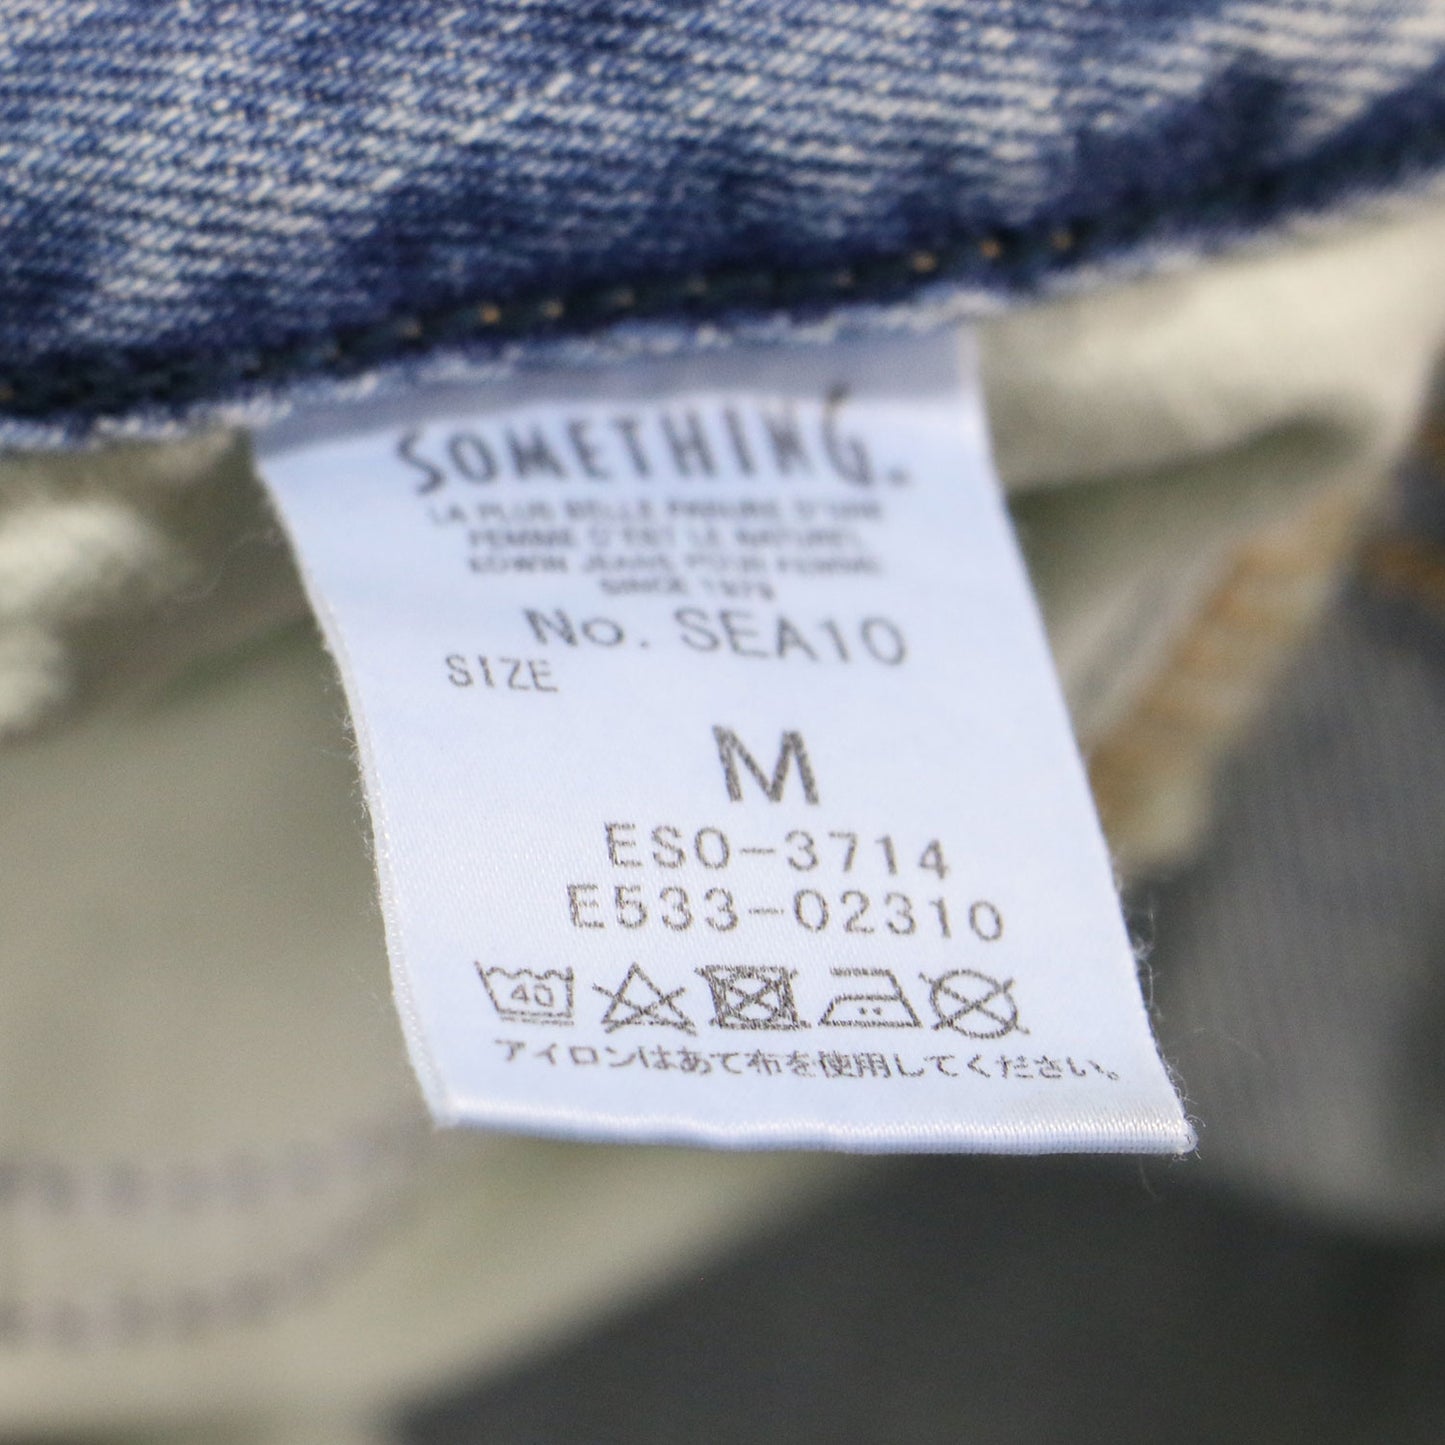 SOMETHING.
LA PLUS BELLE PARURE D'UNE
FEMME C'EST LE NATUREL
EDWIN JEANS POUR FEMME
SINCE 1979
No. SEA10
SIZE
M
ESO-3714
E533-02310
40
アイロンはあて布を使用してください。